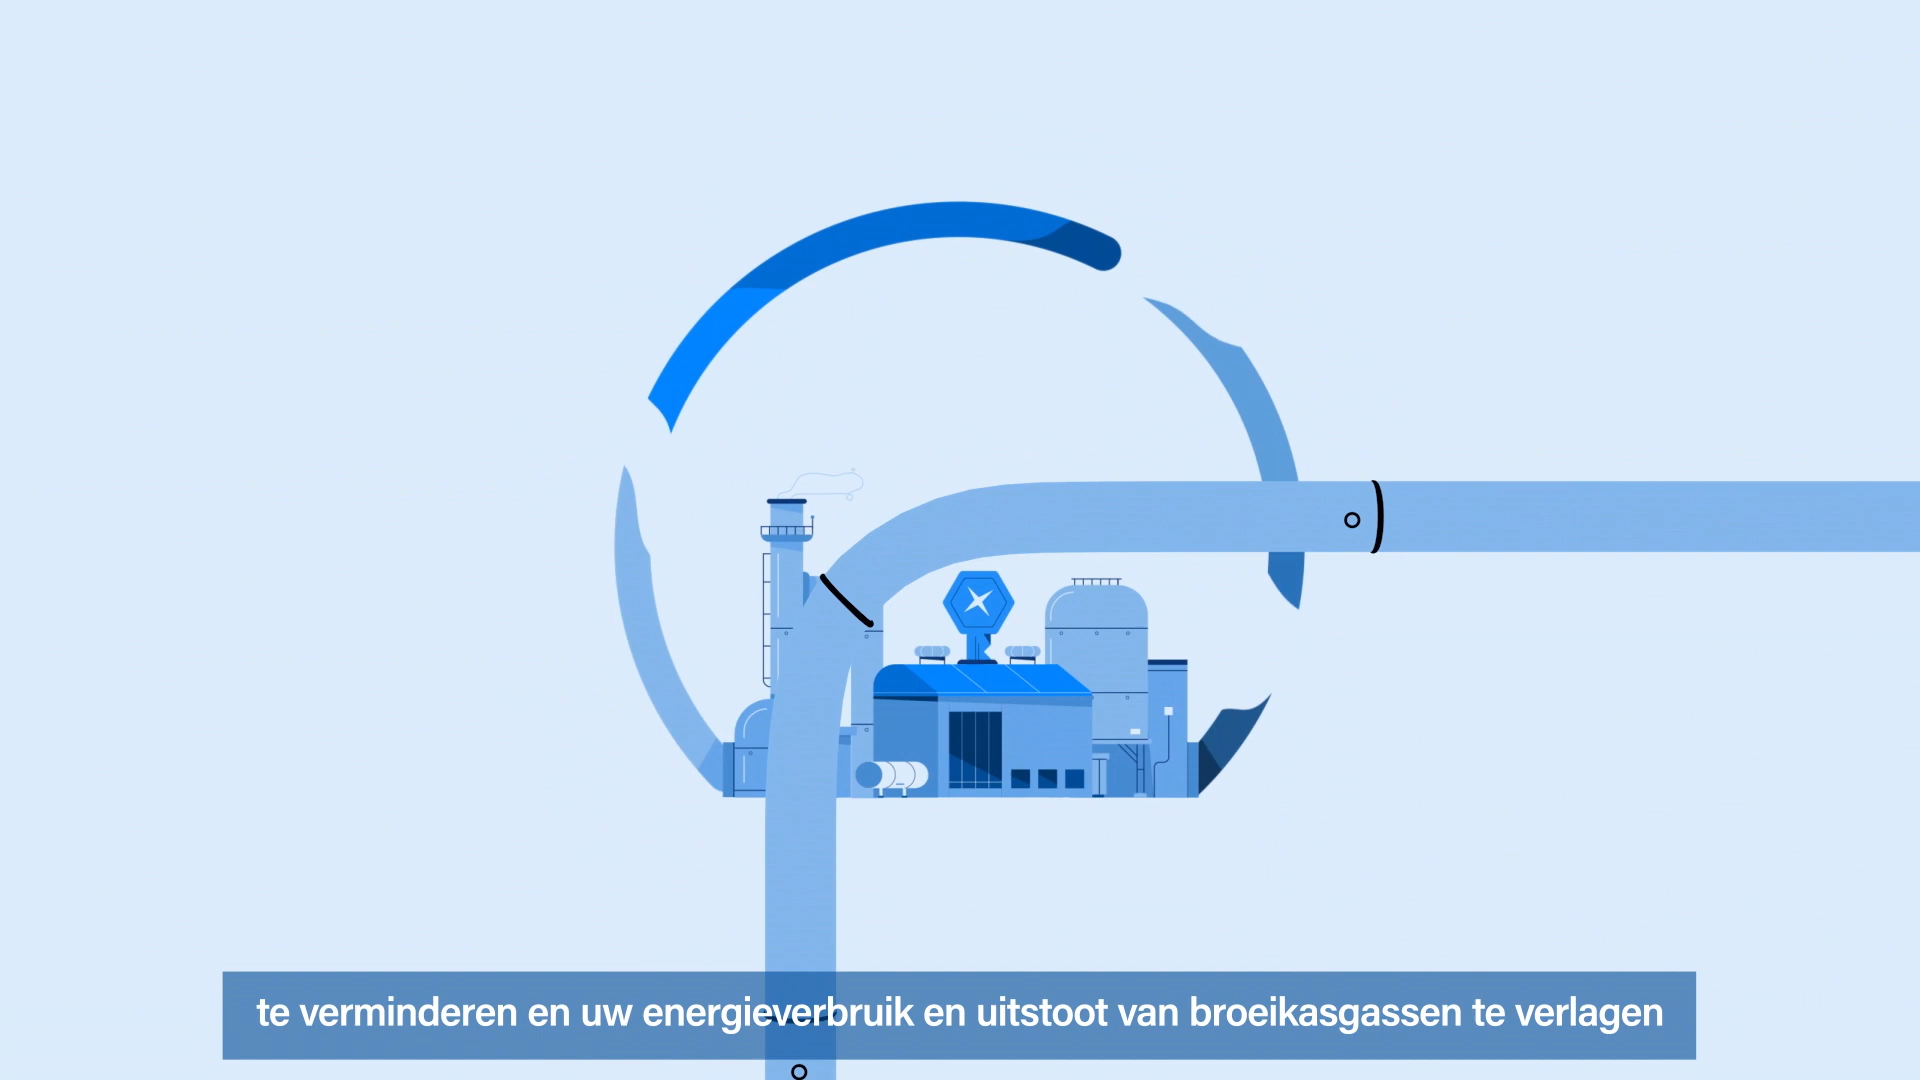 te verminderen en uw energieverbruik en uitstoot van broeikasgassen te verlagen